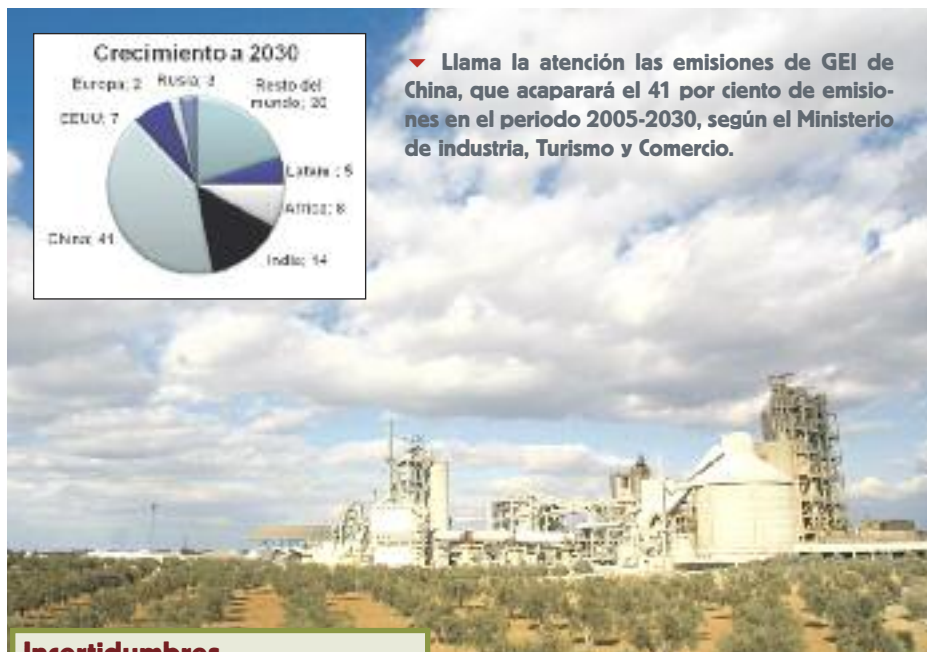 Crecimiento a 2030
Europa; 2
Rusia; 3
Resto del
mundo; 20
EEUU; 7
Latam.; 5
Africa; 8
China; 41
India; 14
Llama la atención las emisiones de GEI de
China, que acaparará el 41 por ciento de emisio-
nes en el periodo 2005-2030, según el Ministerio
de industria, Turismo y Comercio.
Incertidumbres